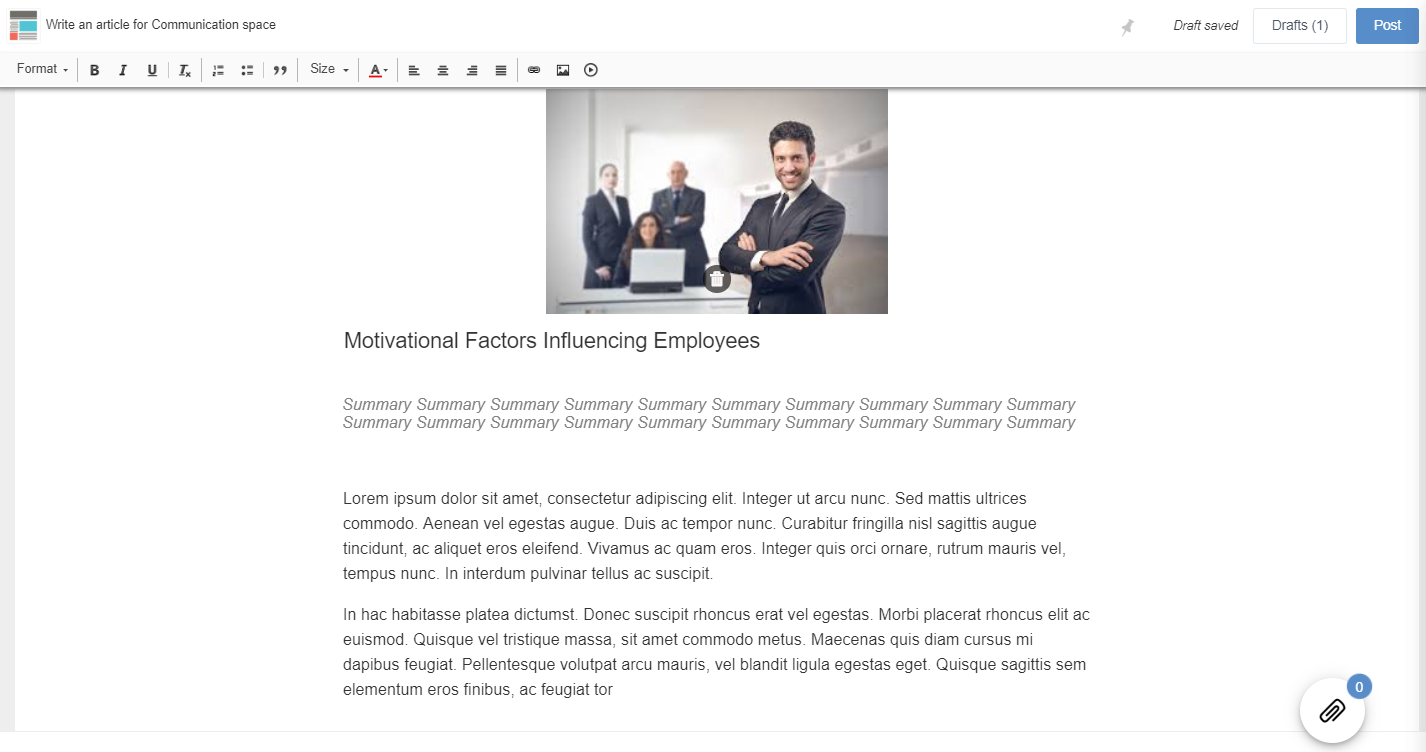 Write an article for Communication space
Draft saved
Drafts (1)
Post
Format
B
I
U
Tx
Size
A
Motivational Factors Influencing Employees
Summary Summary Summary Summary Summary Summary Summary Summary Summary Summary
Summary Summary Summary Summary Summary Summary Summary Summary Summary Summary
Lorem ipsum dolor sit amet, consectetur adipiscing elit. Integer ut arcu nunc. Sed mattis ultrices
commodo. Aenean vel egestas augue. Duis ac tempor nunc. Curabitur fringilla nisl sagittis augue
tincidunt, ac aliquet eros eleifend. Vivamus ac quam eros. Integer quis orci ornare, rutrum mauris vel,
tempus nunc. In interdum pulvinar tellus ac suscipit.
In hac habitasse platea dictumst. Donec suscipit rhoncus erat vel egestas. Morbi placerat rhoncus elit ac
euismod. Quisque vel tristique massa, sit amet commodo metus. Maecenas quis diam cursus mi
dapibus feugiat. Pellentesque volutpat arcu mauris, vel blandit ligula egestas eget. Quisque sagittis sem
elementum eros finibus, ac feugiat tor
0